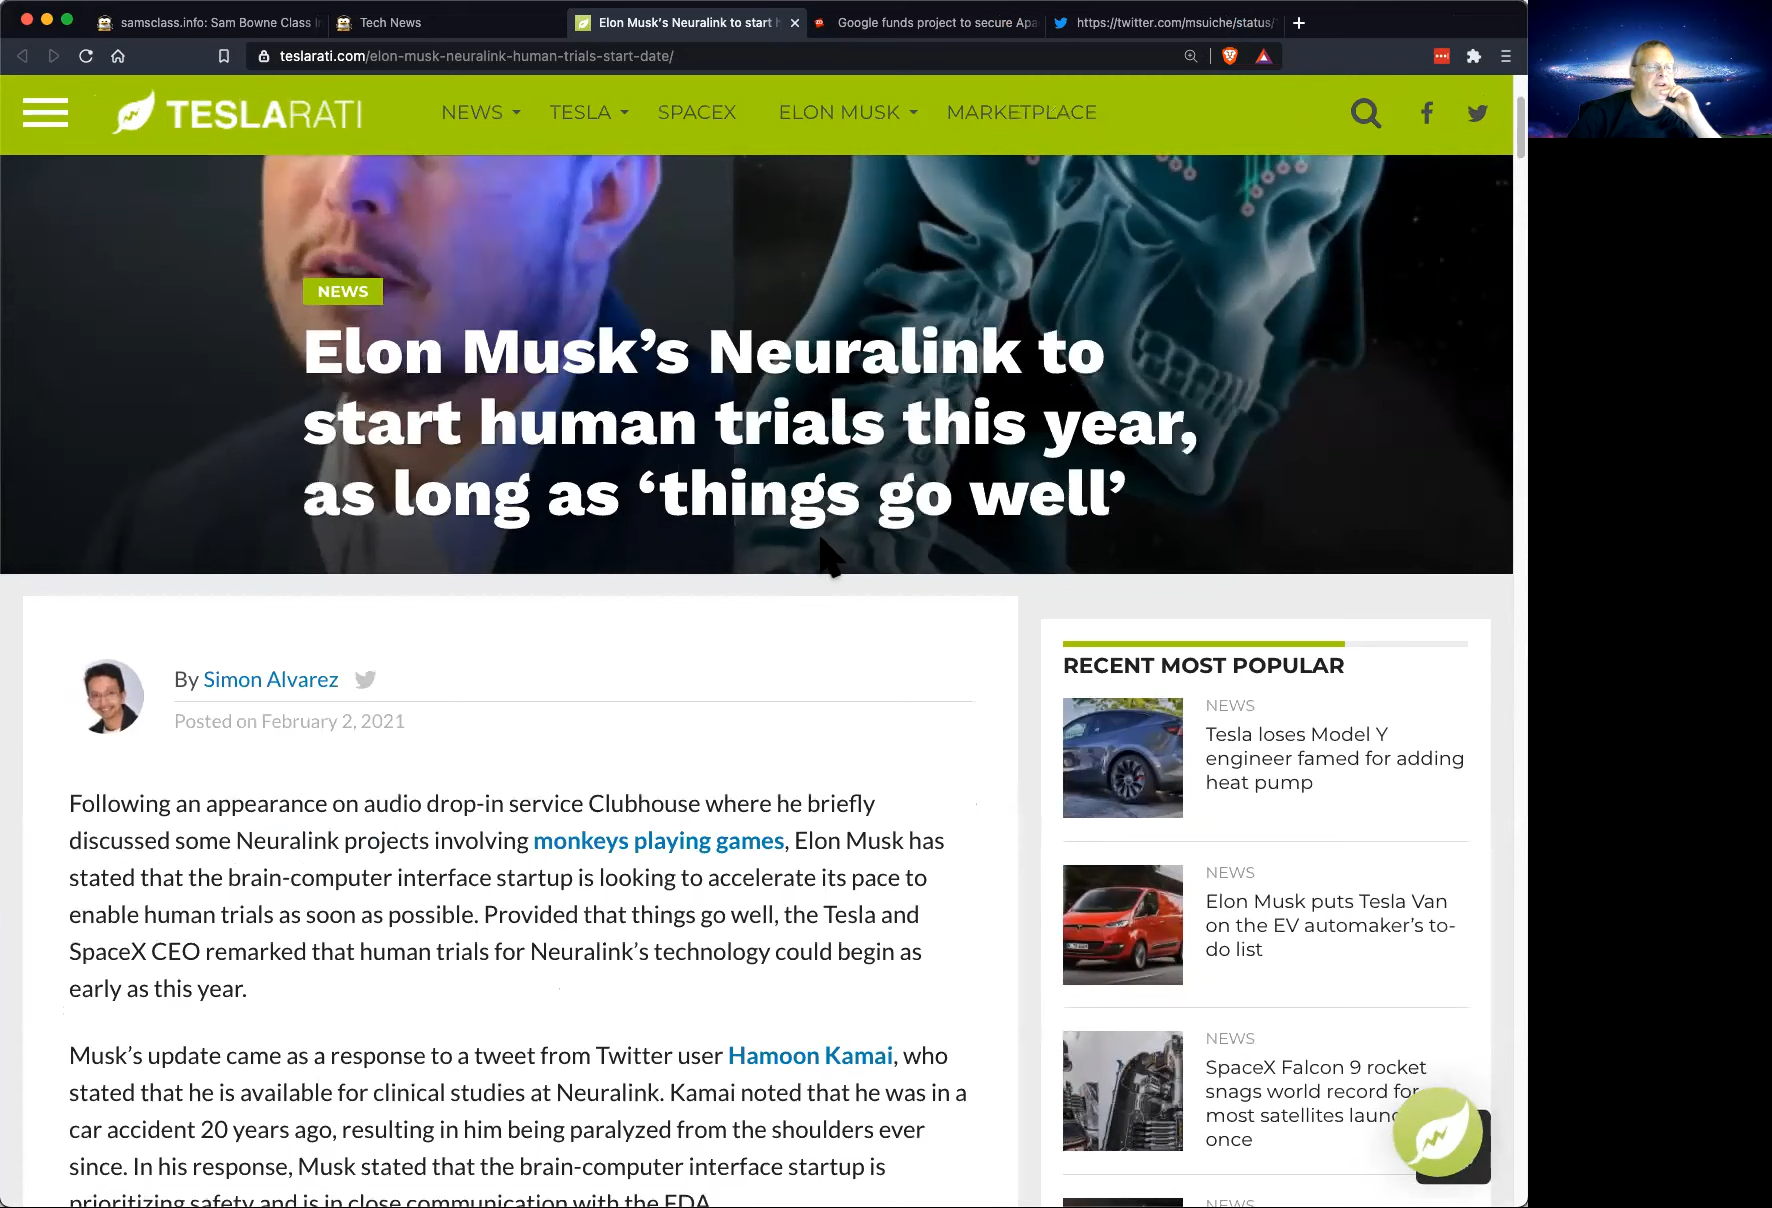 samsclass.info: Sam Bowne Class
Tech News
Elon Musk's Neuralink to start
Google funds project to secure Apa
https://twitter.com/msuiche/status/
teslarati.com/elon-musk-neuralink-human-trials-start-date/
TESLARATI
NEWS
TESLA
SPACEX
ELON MUSK
MARKETPLACE
NEWS
Elon Musk’s Neuralink to
start human trials this year,
as long as ‘things go well’
By Simon Alvarez
Posted on February 2, 2021
Following an appearance on audio drop-in service Clubhouse where he briefly
discussed some Neuralink projects involving monkeys playing games, Elon Musk has
stated that the brain-computer interface startup is looking to accelerate its pace to
enable human trials as soon as possible. Provided that things go well, the Tesla and
SpaceX CEO remarked that human trials for Neuralink’s technology could begin as
early as this year.
Musk’s update came as a response to a tweet from Twitter user Hamoon Kamai, who
stated that he is available for clinical studies at Neuralink. Kamai noted that he was in a
car accident 20 years ago, resulting in him being paralyzed from the shoulders ever
since. In his response, Musk stated that the brain-computer interface startup is
prioritizing safety and is in close communication with the FDA.
RECENT MOST POPULAR
NEWS
Tesla loses Model Y
engineer famed for adding
heat pump
NEWS
Elon Musk puts Tesla Van
on the EV automaker’s to-
do list
NEWS
SpaceX Falcon 9 rocket
snags world record for
most satellites laun
once
NEWS